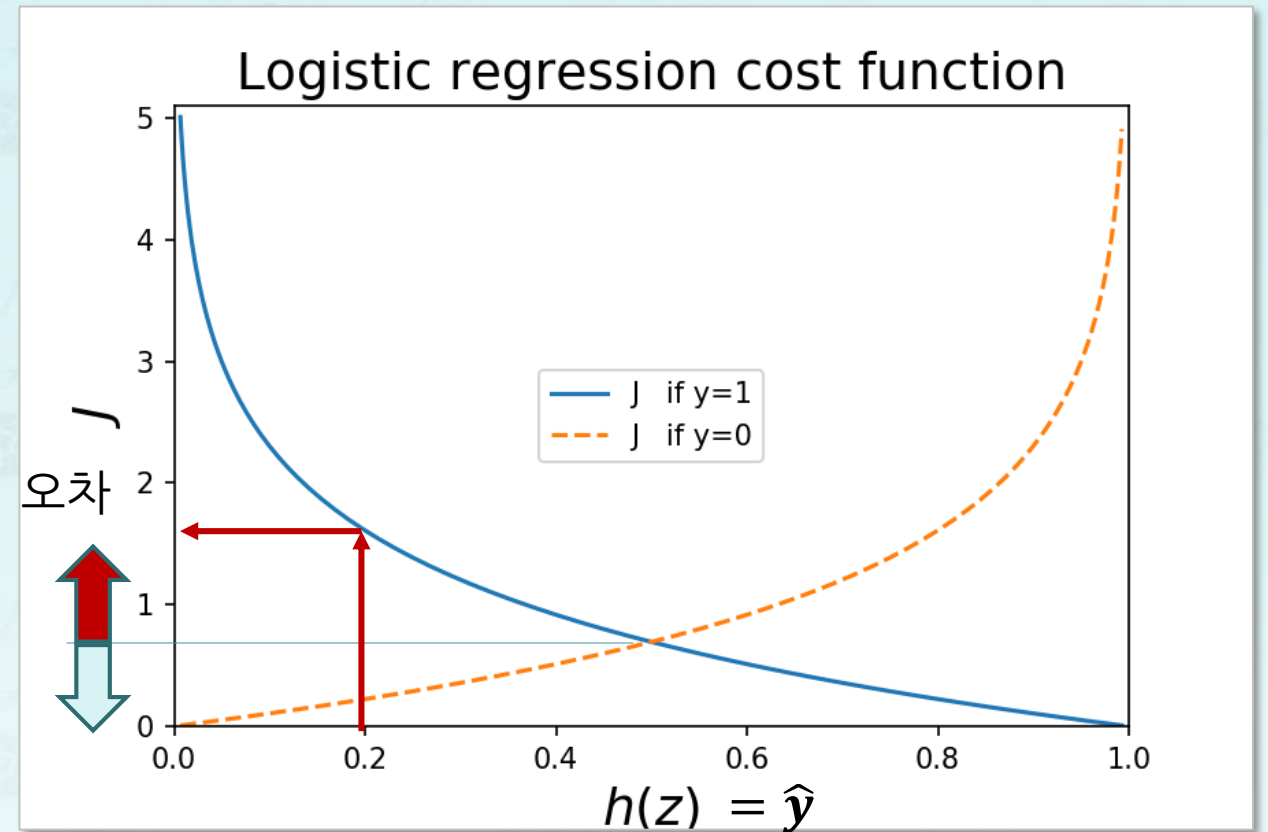 Logistic regression cost function
5
4
3
2
1
0
J
오차
J if y=1
J if y=0
0.0 0.2 0.4 0.6 0.8 1.0
h(z) = ŷ